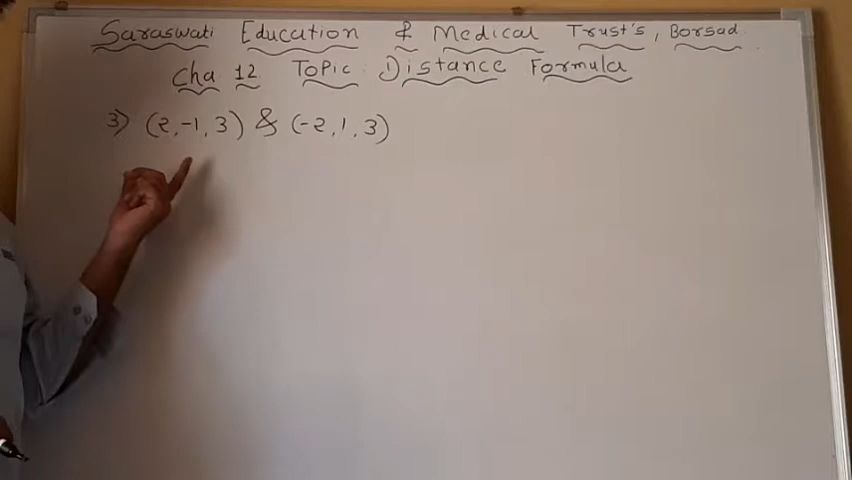 Saraswati Education & Medical Trust's, Borsad.
Cha 12 Topic : Distance Formula
3) (2,-1,3) & (-2,1,3)